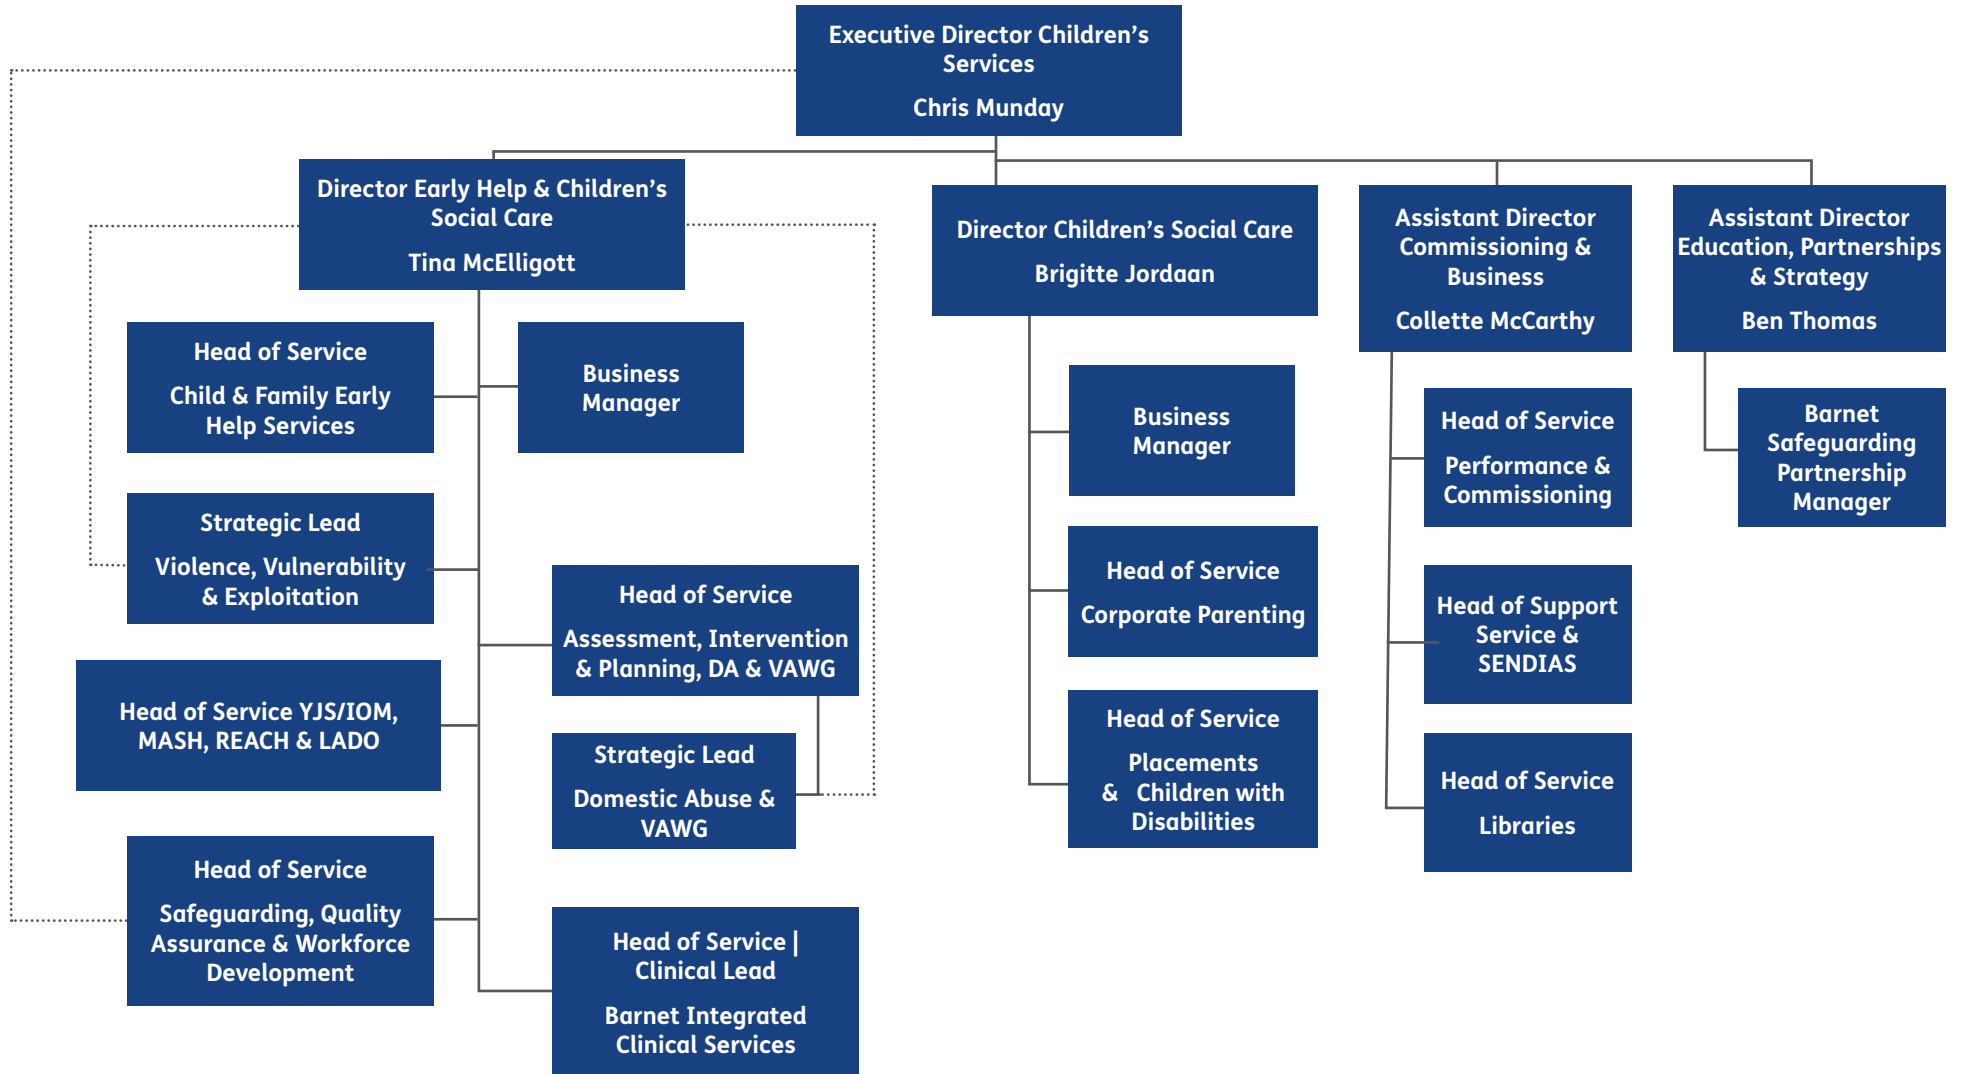 Executive Director Children’s
Services
Chris Munday
Director Early Help & Children’s
Social Care
Tina McElligott
Director Children’s Social Care
Brigitte Jordaan
Assistant Director
Commissioning &
Business
Collette McCarthy
Assistant Director
Education, Partnerships
& Strategy
Ben Thomas
Head of Service
Child & Family Early
Help Services
Business
Manager
Strategic Lead
Violence, Vulnerability
& Exploitation
Head of Service
Assessment, Intervention
& Planning, DA & VAWG
Head of Service YJS/IOM,
MASH, REACH & LADO
Strategic Lead
Domestic Abuse &
VAWG
Head of Service
Safeguarding, Quality
Assurance & Workforce
Development
Head of Service |
Clinical Lead
Barnet Integrated
Clinical Services
Business
Manager
Head of Service
Corporate Parenting
Head of Service
Placements
& Children with
Disabilities
Head of Service
Performance &
Commissioning
Head of Support
Service &
SENDIAS
Head of Service
Libraries
Barnet
Safeguarding
Partnership
Manager